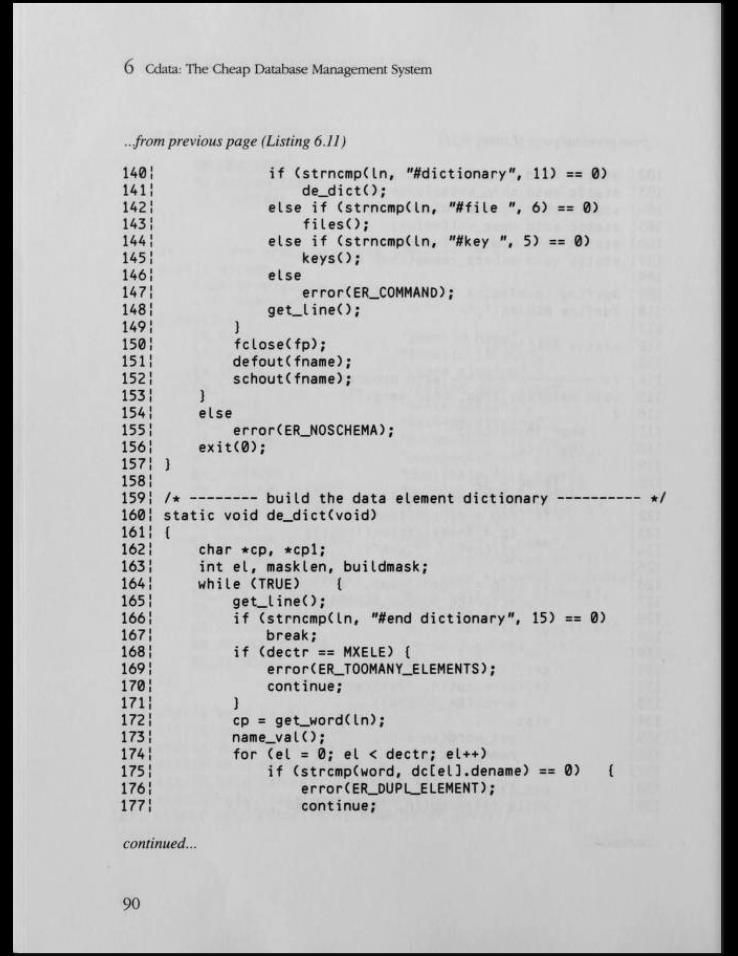 6 Cdata: The Cheap Database Management System
...from previous page (Listing 6.11)
140¦             if (strncmp(ln, "#dictionary", 11) == 0)
141¦                 de_dict();
142¦             else if (strncmp(ln, "#file ", 6) == 0)
143¦                 files();
144¦             else if (strncmp(ln, "#key ", 5) == 0)
145¦                 keys();
146¦             else
147¦                 error(ER_COMMAND);
148¦             get_line();
149¦         }
150¦         fclose(fp);
151¦         defout(fname);
152¦         schout(fname);
153¦     }
154¦     else
155¦         error(ER_NOSCHEMA);
156¦     exit(0);
157¦ }
158¦
159¦ /* -------- build the data element dictionary ---------- */
160¦ static void de_dict(void)
161¦ {
162¦     char *cp, *cp1;
163¦     int el, masklen, buildmask;
164¦     while (TRUE)    {
165¦         get_line();
166¦         if (strncmp(ln, "#end dictionary", 15) == 0)
167¦             break;
168¦         if (dectr == MXELE) {
169¦             error(ER_TOOMANY_ELEMENTS);
170¦             continue;
171¦         }
172¦         cp = get_word(ln);
173¦         name_val();
174¦         for (el = 0; el < dectr; el++)
175¦             if (strcmp(word, dc[el].dename) == 0)   {
176¦                 error(ER_DUPL_ELEMENT);
177¦                 continue;
continued...
90